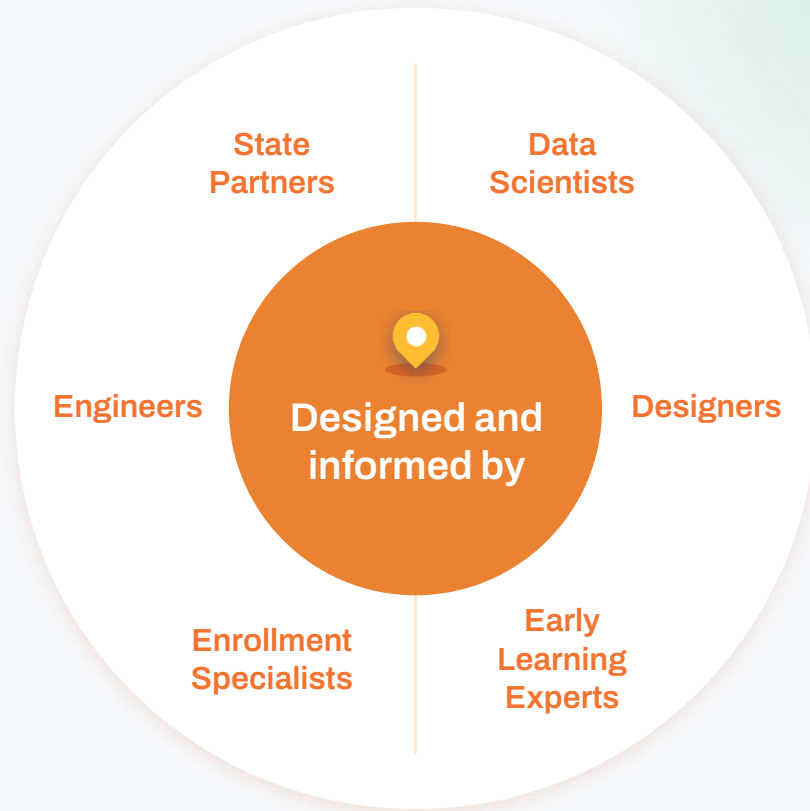 State
Partners
Data
Scientists
Engineers
Designed and
informed by
Designers
Enrollment
Specialists
Early
Learning
Experts